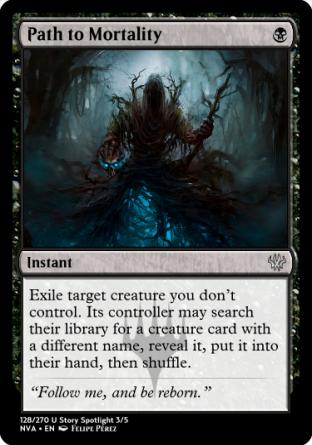 Path to Mortality
Instant
Exile target creature you don't
control. Its controller may search
their library for a creature card with
a different name, reveal it, put it into
their hand, then shuffle.
“Follow me, and be reborn.”
128/270 U Story Spotlight 3/5
NVA • EN Felipe Pérez